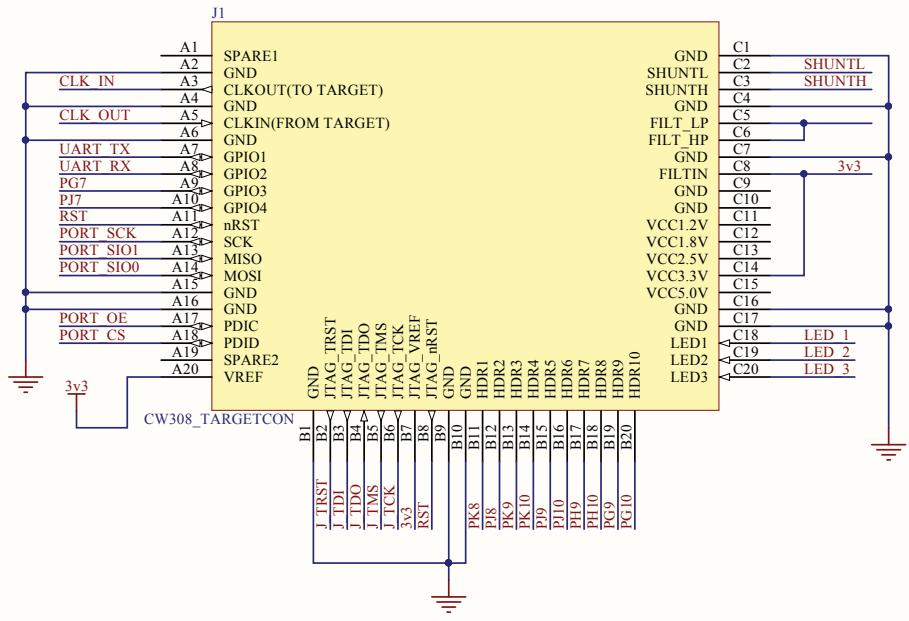 J1
A1 SPARE1
A2 GND
CLK_IN A3 CLKOUT(TO TARGET)
A4 GND
CLK_OUT A5 CLKIN(FROM TARGET)
A6 GND
UART_TX A7 GPIO1
UART_RX A8 GPIO2
PG7 A9 GPIO3
PJ7 A10 GPIO4
RST A11 nRST
PORT_SCK A12 SCK
PORT_SIO1 A13 MISO
PORT_SIO0 A14 MOSI
A15 GND
A16 GND
PORT_OE A17 PDIC
PORT_CS A18 PDID
A19 SPARE2
A20 VREF
3v3
CW308_TARGETCON
GND C1
SHUNTL C2 SHUNTL
SHUNTH C3 SHUNTH
GND C4
FILT_LP C5
FILT_HP C6
GND C7
FILTIN C8 3v3
GND C9
GND C10
VCC1.2V C11
VCC1.8V C12
VCC2.5V C13
VCC3.3V C14
VCC5.0V C15
GND C16
GND C17
LED1 C18 LED_1
LED2 C19 LED_2
LED3 C20 LED_3
GND B1
JTAG_TRST B2 J_TRST
JTAG_TDI B3 J_TDI
JTAG_TDO B4 J_TDO
JTAG_TMS B5 J_TMS
JTAG_TCK B6 J_TCK
JTAG_VREF B7 3v3
JTAG_nRST B8 RST
GND B9
GND B10
HDR1 B11 PK8
HDR2 B12 PJ8
HDR3 B13 PK9
HDR4 B14 PK10
HDR5 B15 PJ9
HDR6 B16 PJ10
HDR7 B17 PH9
HDR8 B18 PH10
HDR9 B19 PG9
HDR10 B20 PG10